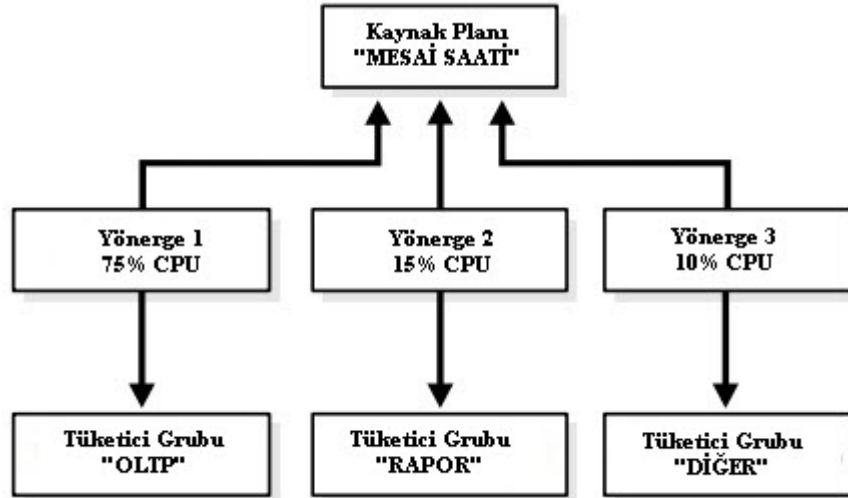 Kaynak Planı
"MESAİ SAATİ"
Yönerge 1
75% CPU
Yönerge 2
15% CPU
Yönerge 3
10% CPU
Tüketici Grubu
"OLTP"
Tüketici Grubu
"RAPOR"
Tüketici Grubu
"DİĞER"